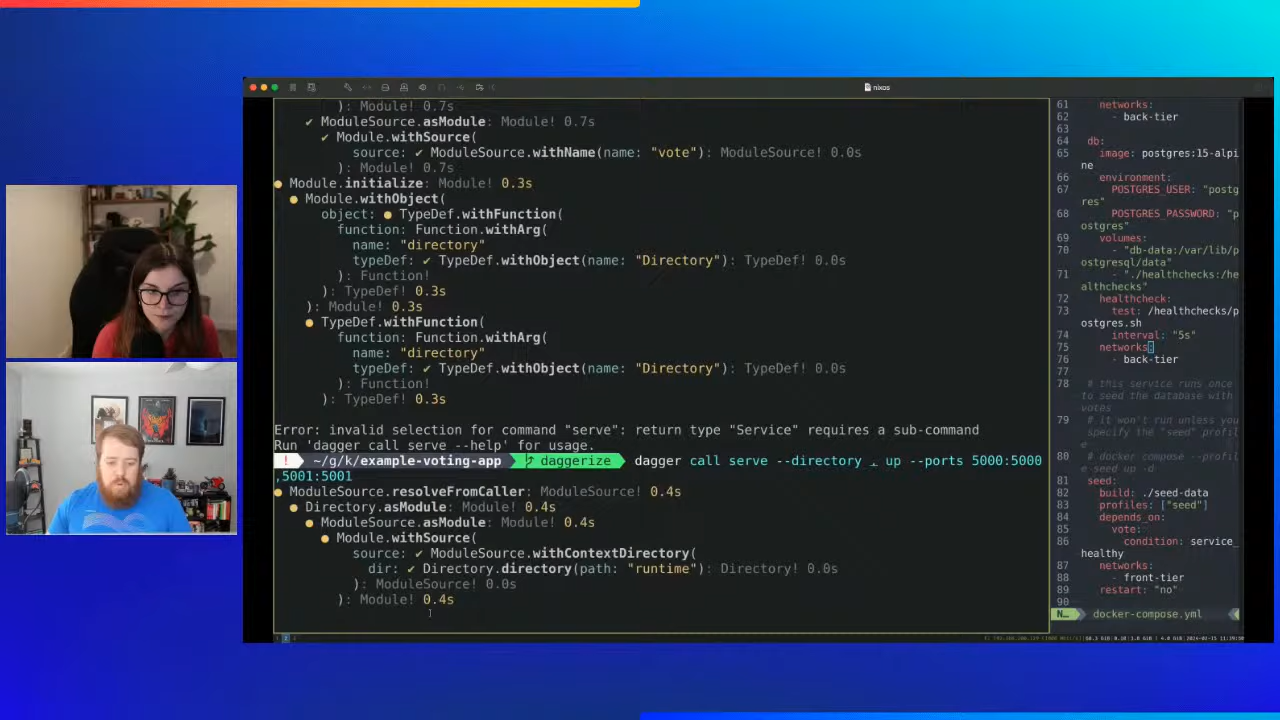 nixos
): Module! 0.7s
✔ ModuleSource.asModule: Module! 0.7s
✔ Module.withSource(
source: ✔ ModuleSource.withName(name: "vote"): ModuleSource! 0.0s
): Module! 0.7s
● Module.initialize: Module! 0.3s
● Module.withObject(
object: ● TypeDef.withFunction(
function: Function.withArg(
name: "directory"
typeDef: ✔ TypeDef.withObject(name: "Directory"): TypeDef! 0.0s
): Function!
): TypeDef! 0.3s
): Module! 0.3s
● TypeDef.withFunction(
function: Function.withArg(
name: "directory"
typeDef: ✔ TypeDef.withObject(name: "Directory"): TypeDef! 0.0s
): Function!
): TypeDef! 0.3s
Error: invalid selection for command "serve": return type "Service" requires a sub-command
Run 'dagger call serve --help' for usage.
! ~/g/k/example-voting-app daggerize dagger call serve --directory . up --ports 5000:5000
,5001:5001
● ModuleSource.resolveFromCaller: ModuleSource! 0.4s
● Directory.asModule: Module! 0.4s
● ModuleSource.asModule: Module! 0.4s
● Module.withSource(
source: ✔ ModuleSource.withContextDirectory(
dir: ✔ Directory.directory(path: "runtime"): Directory! 0.0s
): ModuleSource! 0.0s
): Module! 0.4s
61 networks:
62 - back-tier
63
64 db:
65 image: postgres:15-alpi
ne
66 environment:
67 POSTGRES_USER: "postg
res"
68 POSTGRES_PASSWORD: "p
ostgres"
69 volumes:
70 - "db-data:/var/lib/p
ostgresql/data"
71 - "./healthchecks:/he
althchecks"
72 healthcheck:
73 test: /healthchecks/p
ostgres.sh
74 interval: "5s"
75 networks:
76 - back-tier
77
78 # this service runs once
to seed the database with
votes
79 # it won't run unless you
specify the "seed" profil
e
80 # docker compose --profil
e seed up -d
81 seed:
82 build: ./seed-data
83 profiles: ["seed"]
84 depends_on:
85 vote:
86 condition: service_
healthy
87 networks:
88 - front-tier
89 restart: "no"
90
N… docker-compose.yml